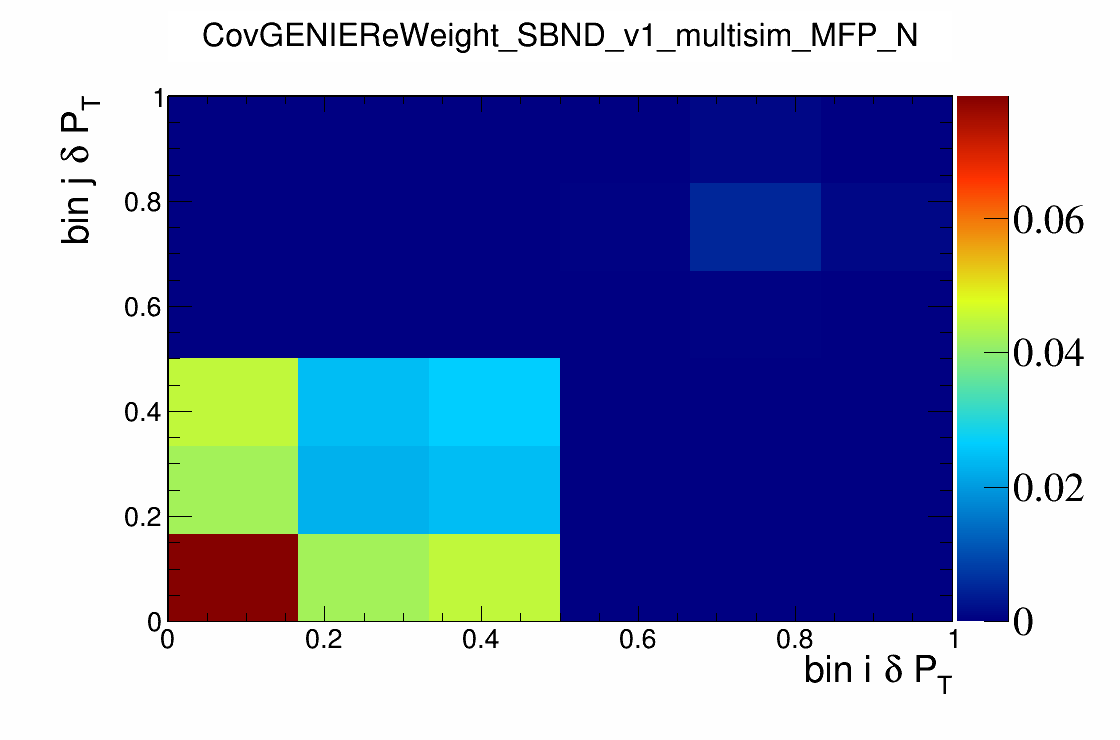 CovGENIEReWeight_SBND_v1_multisim_MFP_N
bin j δ P_T
1
0.8
0.6
0.4
0.2
0
0 0.2 0.4 0.6 0.8 1
bin i δ P_T
0.06
0.04
0.02
0